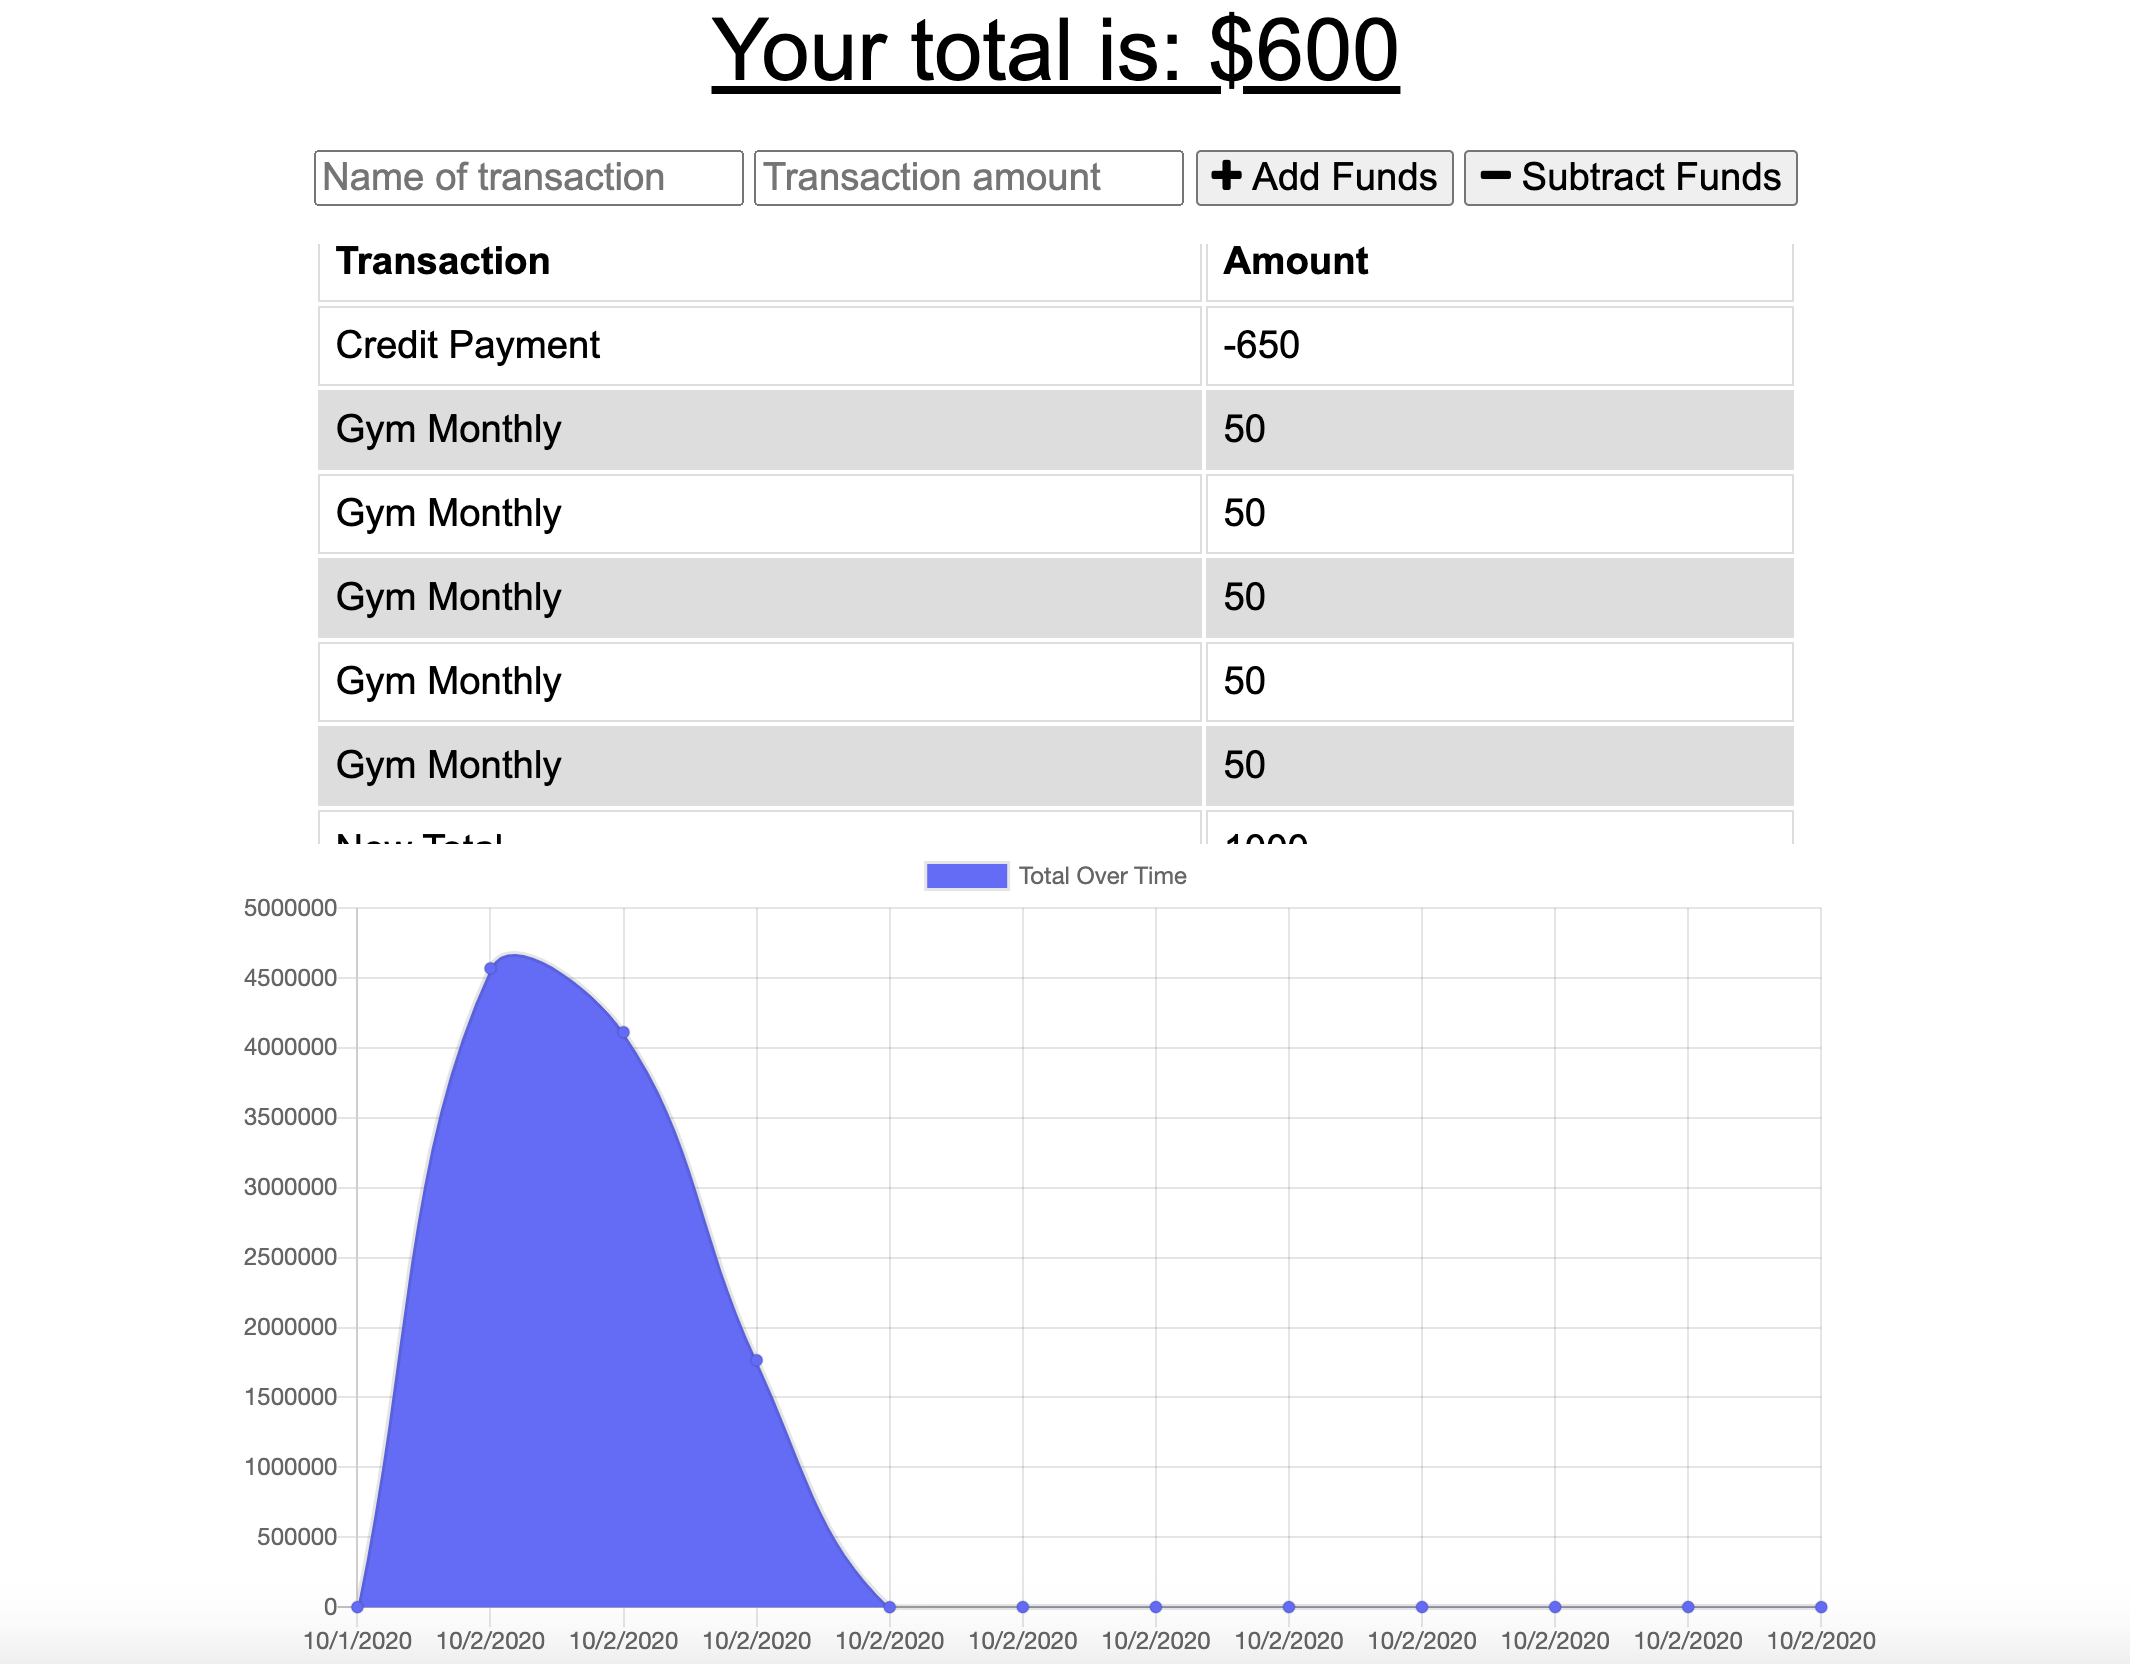 Your total is: $600
Name of transaction Transaction amount Add Funds Subtract Funds
Transaction Amount
Credit Payment -650
Gym Monthly 50
Gym Monthly 50
Gym Monthly 50
Gym Monthly 50
Gym Monthly 50
New Total 1000
Total Over Time
5000000
4500000
4000000
3500000
3000000
2500000
2000000
1500000
1000000
500000
0
10/1/2020 10/2/2020 10/2/2020 10/2/2020 10/2/2020 10/2/2020 10/2/2020 10/2/2020 10/2/2020 10/2/2020 10/2/2020 10/2/2020